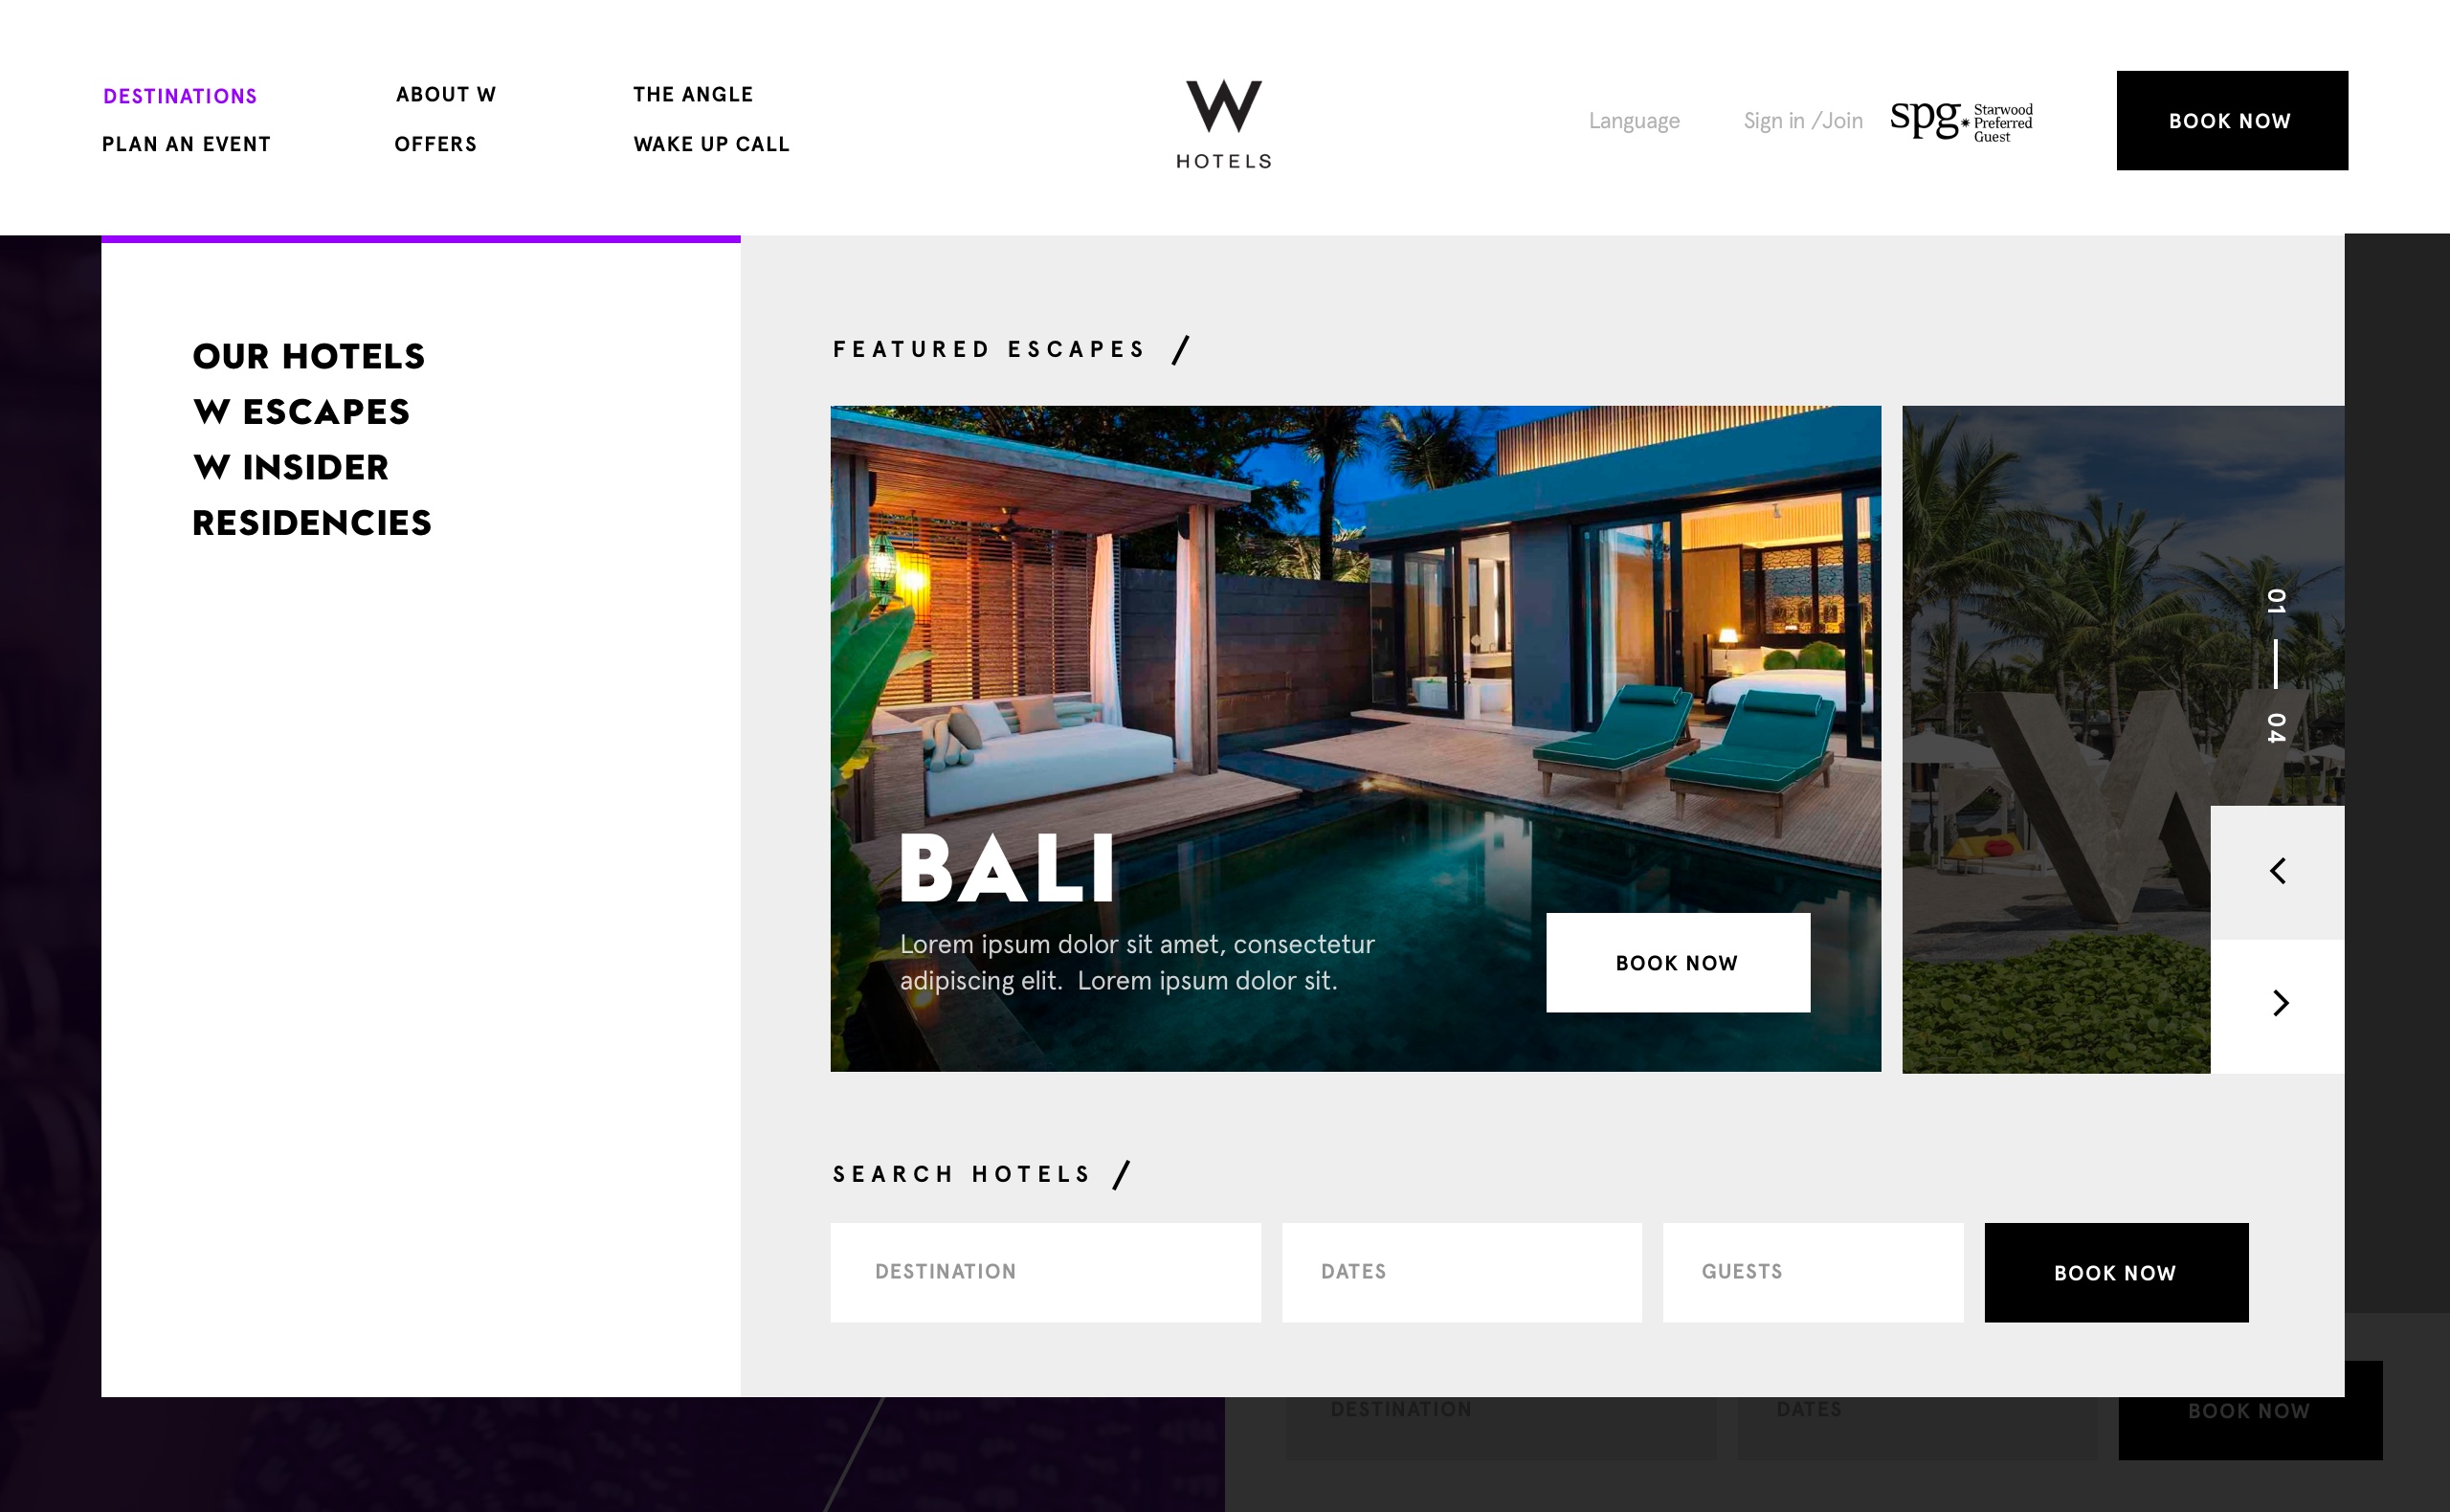 DESTINATIONS
ABOUT W
THE ANGLE
PLAN AN EVENT
OFFERS
WAKE UP CALL
W
HOTELS
Language
Sign in /Join
spg
Starwood
Preferred
Guest
BOOK NOW
OUR HOTELS
W ESCAPES
W INSIDER
RESIDENCIES
FEATURED ESCAPES /
BALI
Lorem ipsum dolor sit amet, consectetur
adipiscing elit. Lorem ipsum dolor sit.
BOOK NOW
W
01
04
SEARCH HOTELS /
DESTINATION
DATES
GUESTS
BOOK NOW
DESTINATION
DATES
BOOK NOW